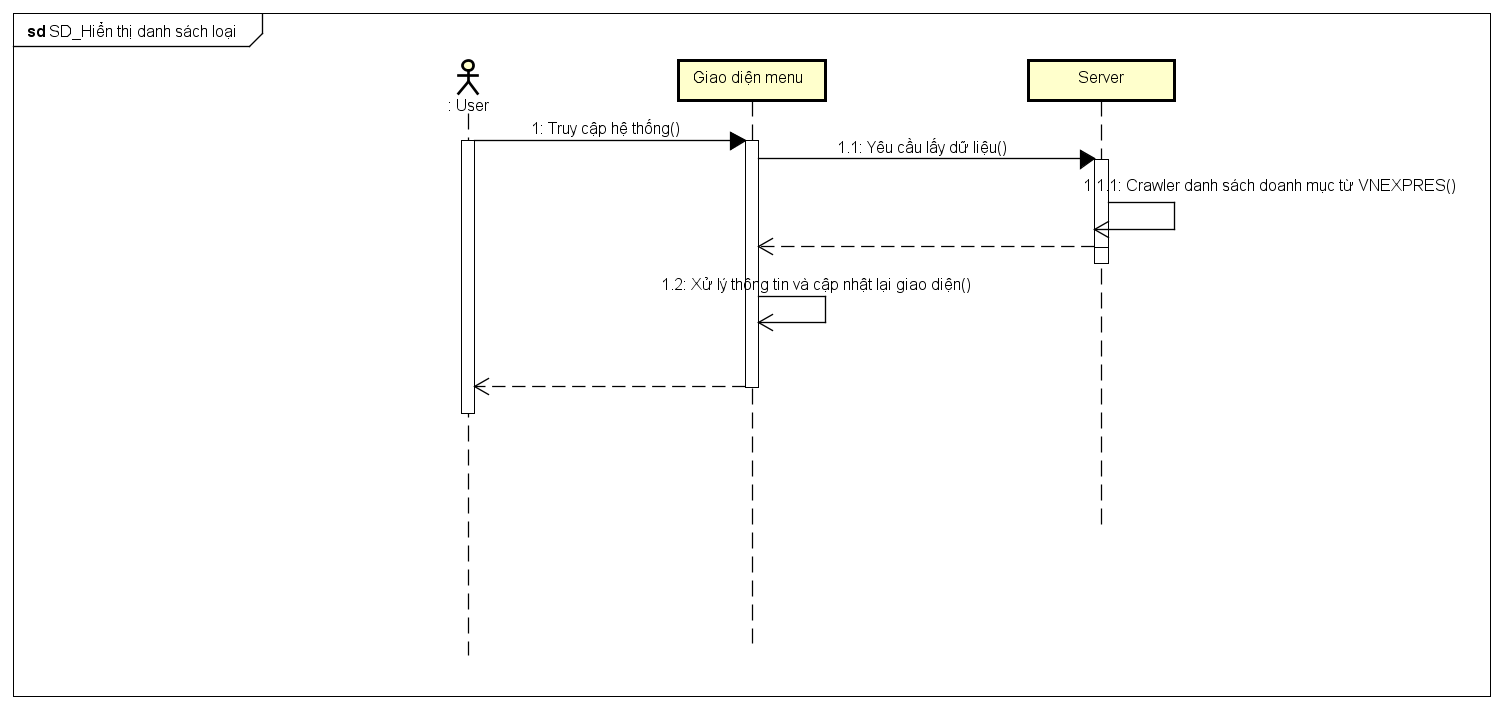 sd SD_Hiển thị danh sách loại
Giao diện menu
Server
: User
1: Truy cập hệ thống()
1.1: Yêu cầu lấy dữ liệu()
1.1.1: Crawler danh sách doanh mục từ VNEXPRES()
1.2: Xử lý thông tin và cập nhật lại giao diện()